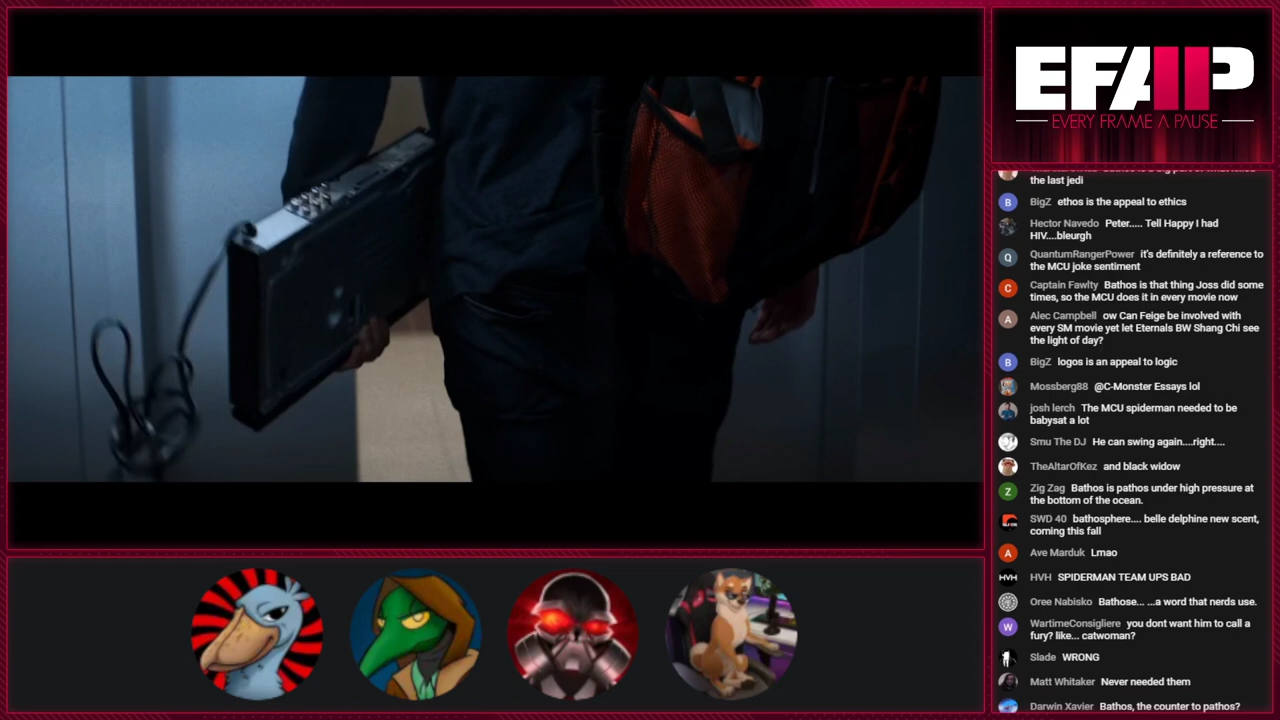 EFAP
EVERY FRAME A PAUSE
the last jedi
B BigZ ethos is the appeal to ethics
Hector Navedo Peter..... Tell Happy I had
HIV....bleurgh
Q QuantumRangerPower it's definitely a reference to
the MCU joke sentiment
C Captain Fawlty Bathos is that thing Joss did some
times, so the MCU does it in every movie now
A Alec Campbell ow Can Feige be involved with
every SM movie yet let Eternals BW Shang Chi see
the light of day?
B BigZ logos is an appeal to logic
Mossberg88 @C-Monster Essays lol
josh lerch The MCU spiderman needed to be
babysat a lot
Smu The DJ He can swing again....right....
TheAltarOfKez and black widow
Z Zig Zag Bathos is pathos under high pressure at
the bottom of the ocean.
SWD 40 bathosphere.... belle delphine new scent,
coming this fall
A Ave Marduk Lmao
HVH HVH SPIDERMAN TEAM UPS BAD
Oree Nabisko Bathose... ...a word that nerds use.
W WartimeConsigliere you dont want him to call a
fury? like... catwoman?
Slade WRONG
Matt Whitaker Never needed them
Darwin Xavier Bathos, the counter to pathos?